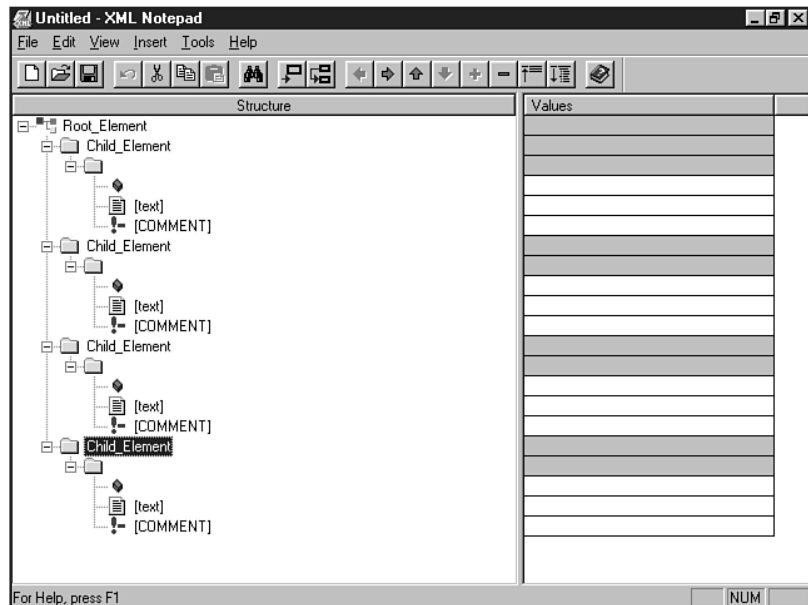 Untitled - XML Notepad
File Edit View Insert Tools Help
Structure Values
Root_Element
Child_Element
[text]
[COMMENT]
Child_Element
[text]
[COMMENT]
Child_Element
[text]
[COMMENT]
Child_Element
[text]
[COMMENT]
For Help, press F1 NUM